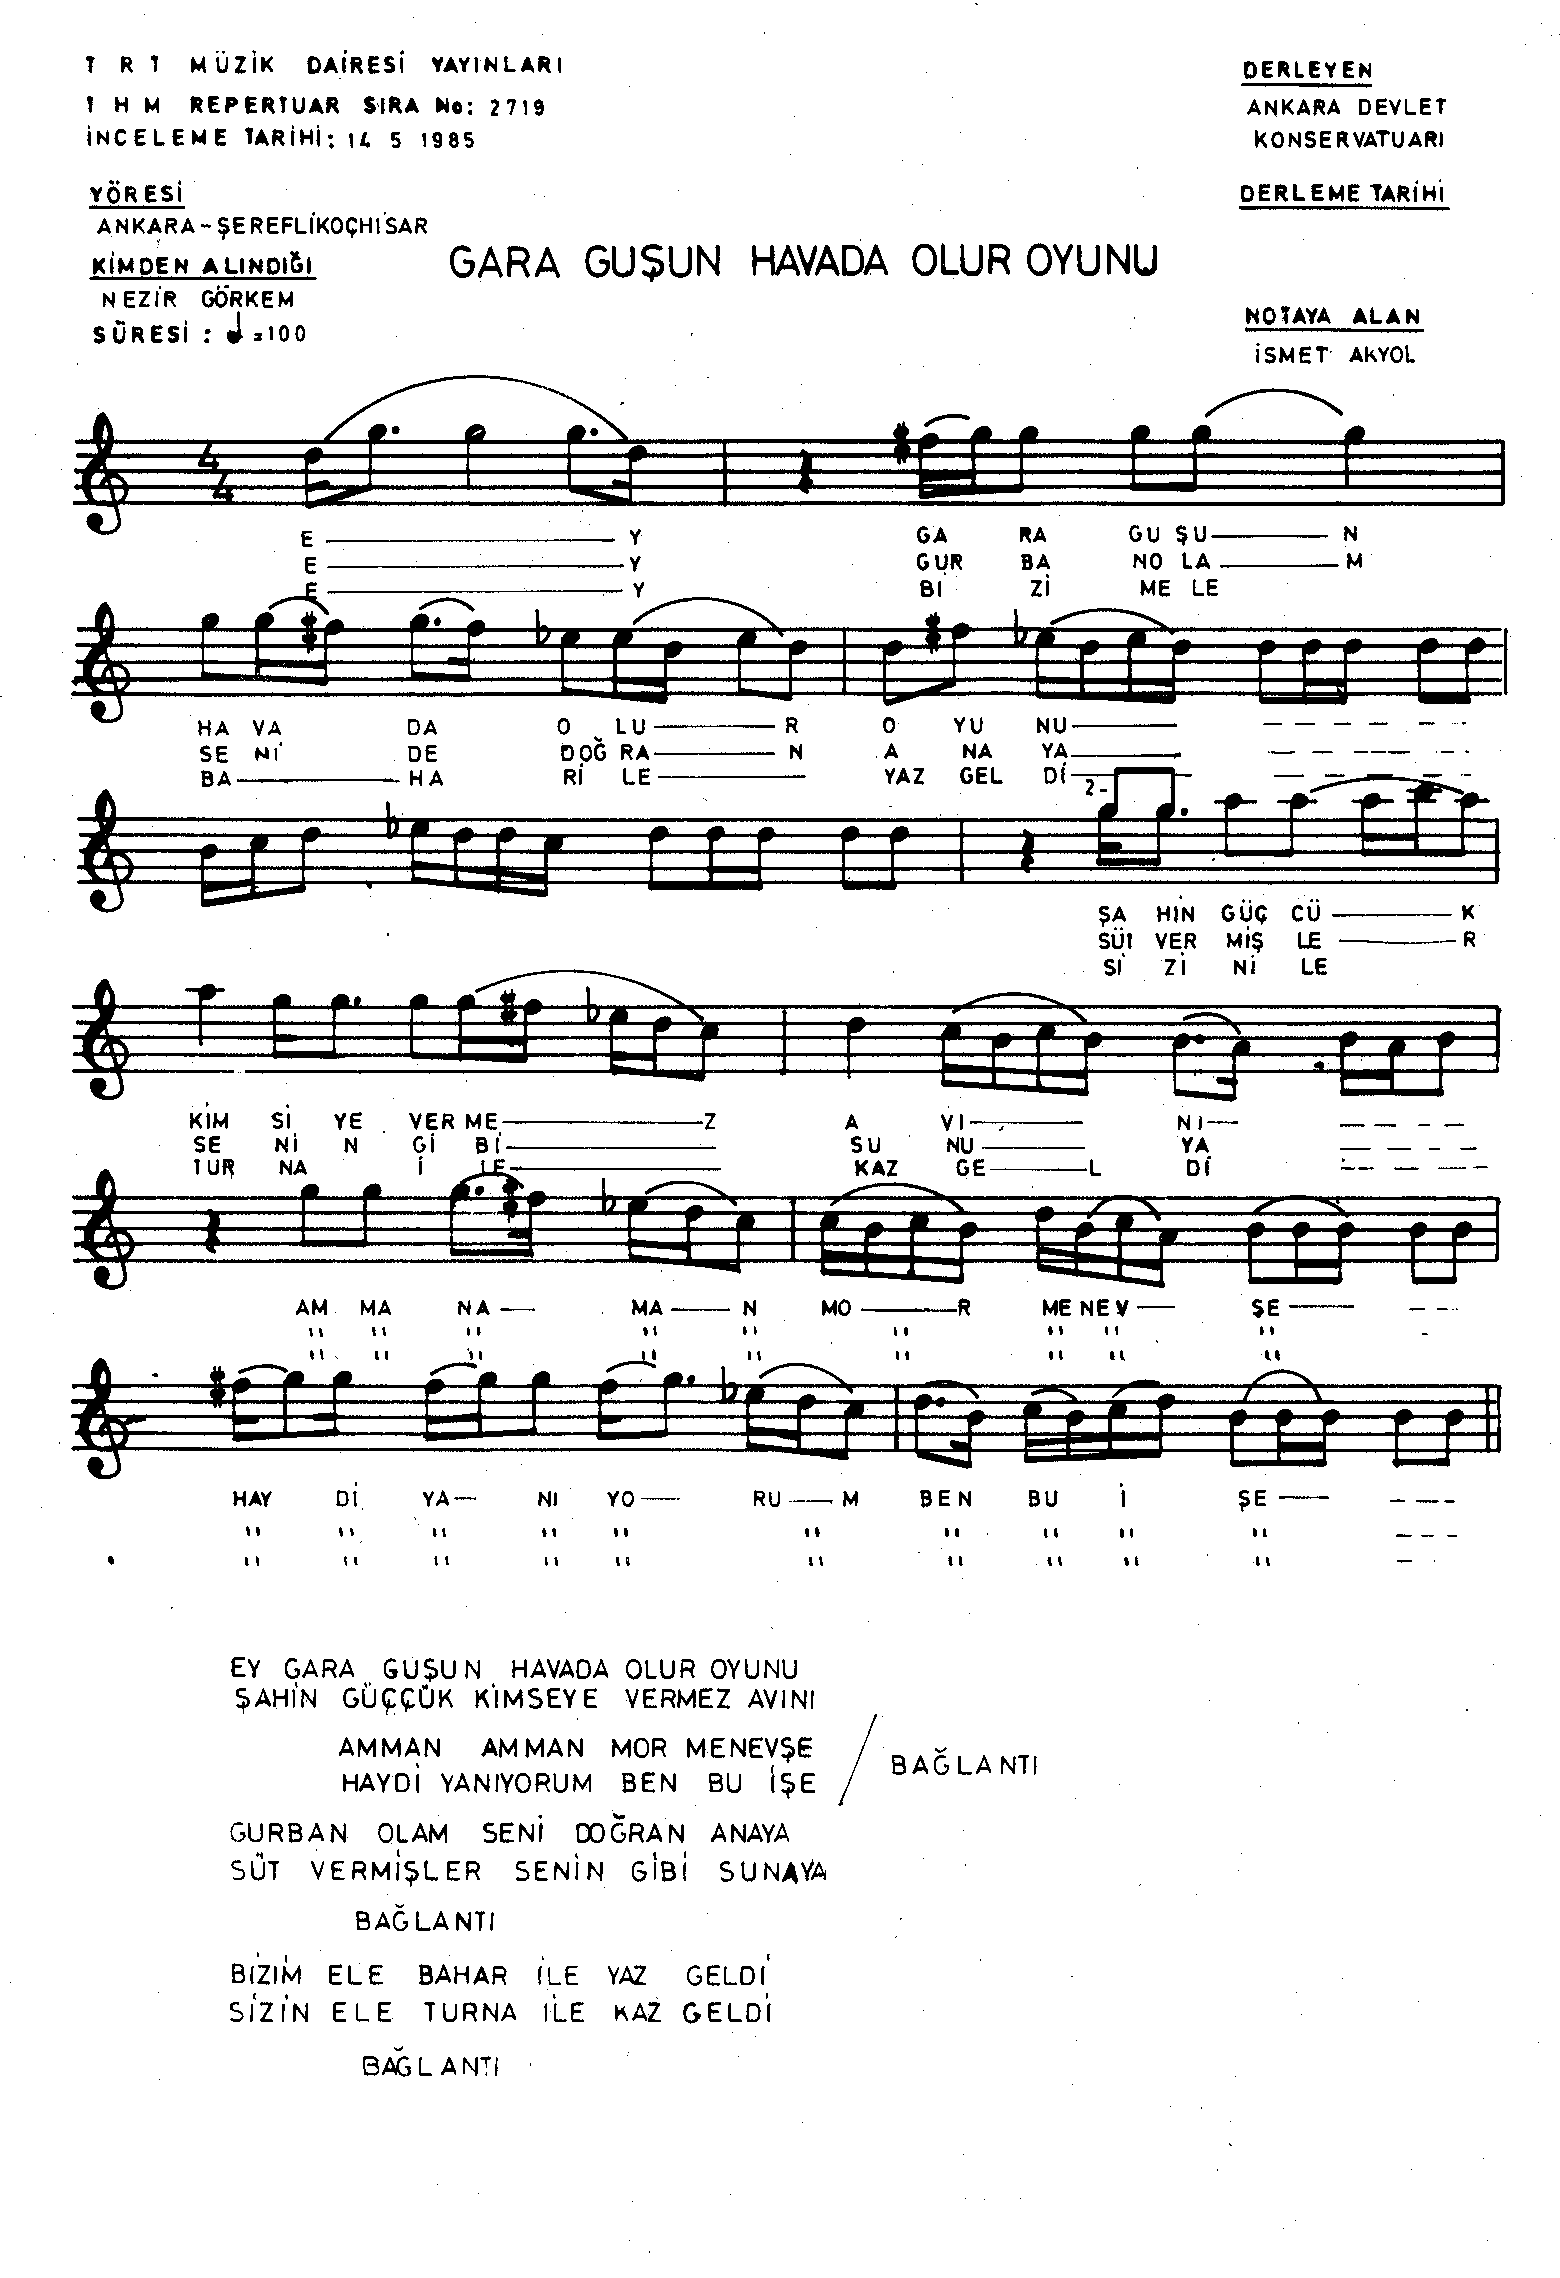 TRT MÜZİK DAİRESİ YAYINLARI
THM REPERTUAR SIRA No: 2719
İNCELEME TARİHİ: 14 5 1985
DERLEYEN
ANKARA DEVLET
KONSERVATUARI
YÖRESİ
ANKARA-ŞEREFLİKOÇHİSAR
DERLEME TARİHİ
KİMDEN ALINDIĞI
NEZİR GÖRKEM
SÜRESİ : ♩=100
GARA GUŞUN HAVADA OLUR OYUNU
NOTAYA ALAN
İSMET AKYOL
4 4
E — Y GA RA GU ŞU — N
E — Y GUR BA NO LA — M
E — Y Bİ Zİ ME LE
HA VA DA O LU — R O YU NU — – – – – –
SE Nİ DE DOĞ RA — N A NA YA — – – – – –
BA — HA Rİ LE — YAZ GEL Dİ — – – – – –
2-
ŞA HİN GÜÇ CÜ — K
SÜT VER MİŞ LE — R
Sİ Zİ Nİ LE
KİM Sİ YE VER ME — Z A Vİ — Nİ — – – – – –
SE Nİ N Gİ Bİ — SU NU — YA – – – – –
TUR NA İ LE — KAZ GE — L Dİ – – – – –
AM MA NA — MA — N MO — R ME NEV — ŞE — – – –
" " " " " " " " " -
" " " " " " " " "
HAY Dİ YA — NI YO — RU — M BEN BU İ ŞE — – – – –
" " " " " " " " " " – – –
" " " " " " " " " " –
EY GARA GUŞUN HAVADA OLUR OYUNU
ŞAHİN GÜÇÇÜK KİMSEYE VERMEZ AVINI
AMMAN AMMAN MOR MENEVŞE
HAYDİ YANIYORUM BEN BU İŞE / BAĞLANTI
GURBAN OLAM SENİ DOĞRAN ANAYA
SÜT VERMİŞLER SENİN GİBİ SUNAYA
BAĞLANTI
BİZİM ELE BAHAR İLE YAZ GELDİ
SİZİN ELE TURNA İLE KAZ GELDİ
BAĞLANTI